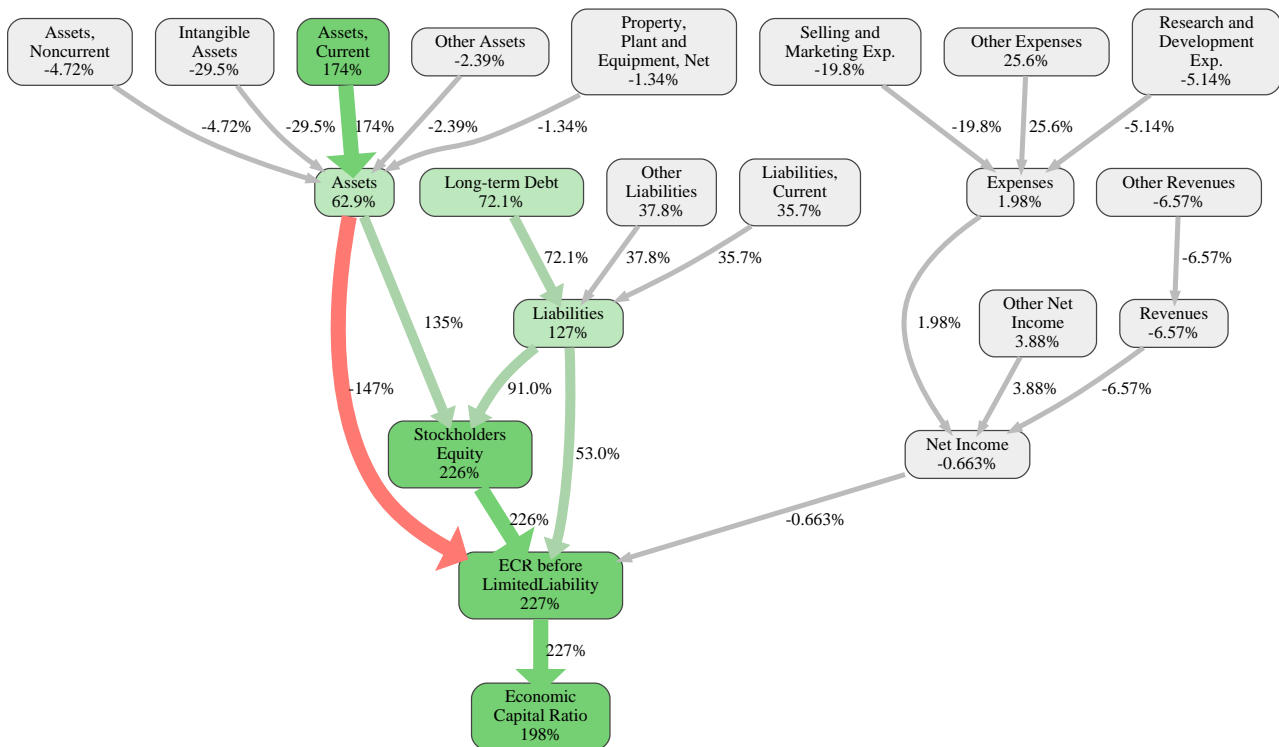 Assets,
Noncurrent
-4.72%
Intangible
Assets
-29.5%
Assets,
Current
174%
Other Assets
-2.39%
Property,
Plant and
Equipment, Net
-1.34%
Selling and
Marketing Exp.
-19.8%
Other Expenses
25.6%
Research and
Development
Exp.
-5.14%
-4.72%
-29.5%
174%
-2.39%
-1.34%
-19.8%
25.6%
-5.14%
Assets
62.9%
Long-term Debt
72.1%
Other
Liabilities
37.8%
Liabilities,
Current
35.7%
Expenses
1.98%
Other Revenues
-6.57%
72.1%
37.8%
35.7%
-6.57%
Liabilities
127%
Other Net
Income
3.88%
Revenues
-6.57%
135%
1.98%
-147%
91.0%
3.88%
-6.57%
Stockholders
Equity
226%
53.0%
Net Income
-0.663%
226%
-0.663%
ECR before
LimitedLiability
227%
227%
Economic
Capital Ratio
198%